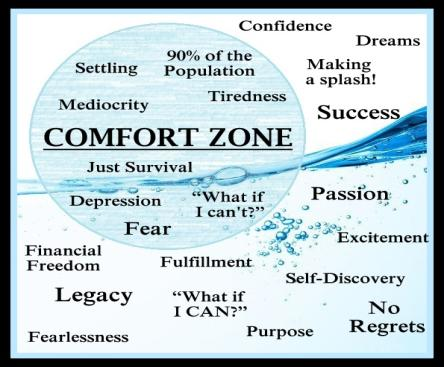 Confidence
Dreams
90% of the
Population
Settling
Making
a splash!
Mediocrity
Tiredness
Success
COMFORT ZONE
Just Survival
Depression
"What if
I can't?"
Passion
Fear
Excitement
Financial
Freedom
Fulfillment
Self-Discovery
Legacy
"What if
I CAN?"
No
Regrets
Fearlessness
Purpose